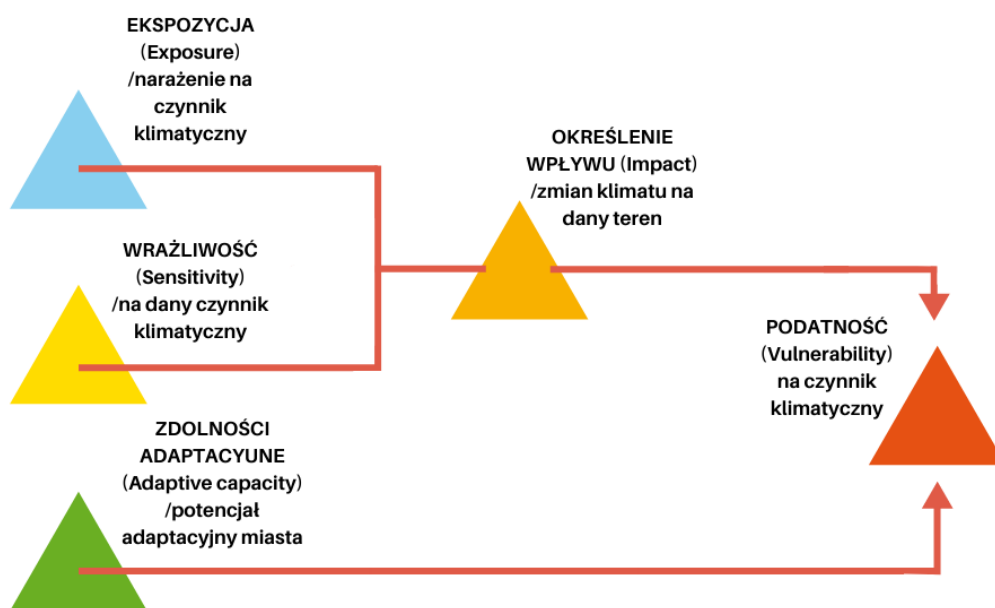 EKSPOZYCJA
(Exposure)
/narażenie na
czynnik
klimatyczny
OKREŚLENIE
WPŁYWU (Impact)
/zmian klimatu na
dany teren
WRAŻLIWOŚĆ
(Sensitivity)
/na dany czynnik
klimatyczny
PODATNOŚĆ
(Vulnerability)
na czynnik
klimatyczny
ZDOLNOŚCI
ADAPTACYUNE
(Adaptive capacity)
/potencjał
adaptacyjny miasta